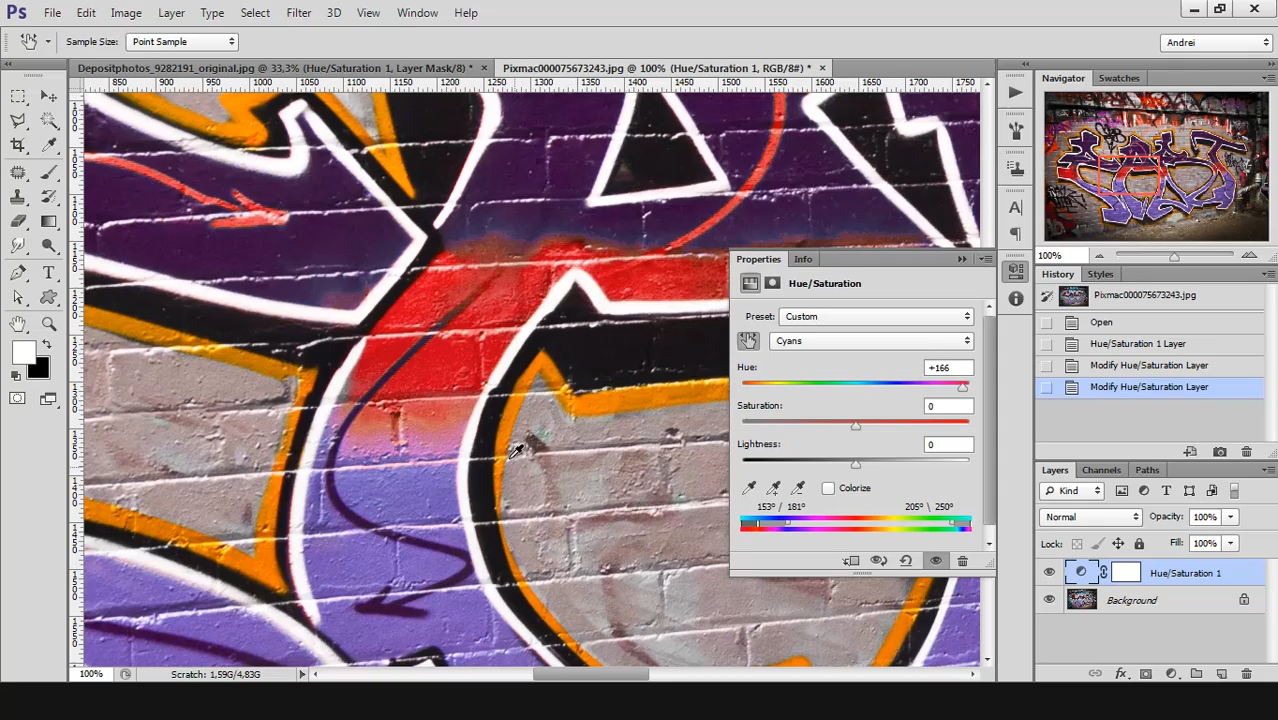 Ps File Edit Image Layer Type Select Filter 3D View Window Help
Sample Size: Point Sample Andrei
Depositphotos_9282191_original.jpg @ 33,3% (Hue/Saturation 1, Layer Mask/8) * × Pixmac000075673243.jpg @ 100% (Hue/Saturation 1, RGB/8#) * ×
850 900 950 1000 1050 1100 1150 1200 1250 1300 1350 1400 1450 1500 1550 1600 1650 1700 1750
Navigator Swatches
100%
History Styles
Pixmac000075673243.jpg
Open
Hue/Saturation 1 Layer
Modify Hue/Saturation Layer
Modify Hue/Saturation Layer
Properties Info
Hue/Saturation
Preset: Custom
Cyans
Hue: +166
Saturation: 0
Lightness: 0
Colorize
153° / 181° 205° \ 250°
Layers Channels Paths
Kind
Normal Opacity: 100%
Lock: Fill: 100%
Hue/Saturation 1
Background
100% Scratch: 1,59G/4,83G